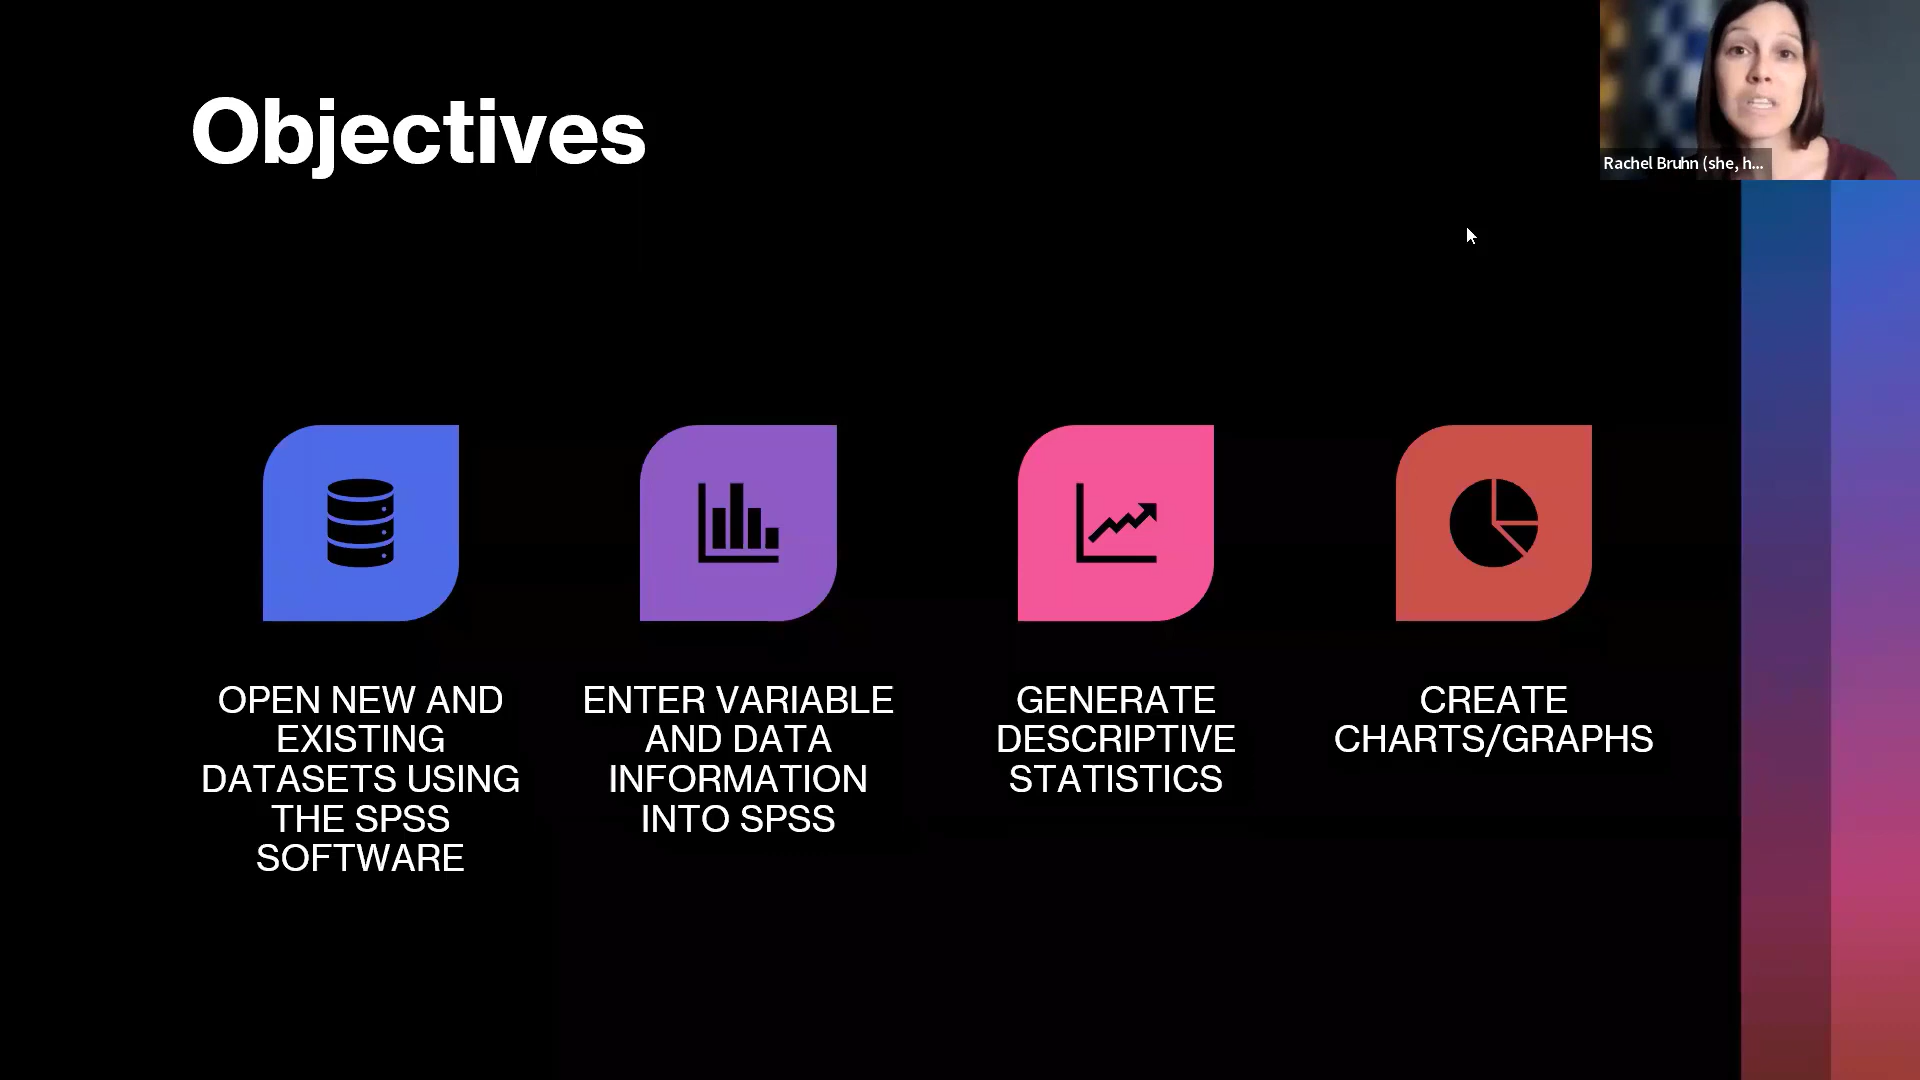 Objectives
Rachel Bruhn (she, h...
OPEN NEW AND
EXISTING
DATASETS USING
THE SPSS
SOFTWARE
ENTER VARIABLE
AND DATA
INFORMATION
INTO SPSS
GENERATE
DESCRIPTIVE
STATISTICS
CREATE
CHARTS/GRAPHS